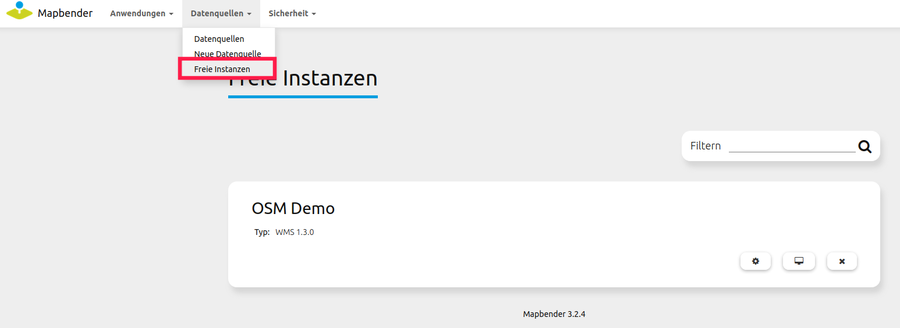 Mapbender Anwendungen Datenquellen Sicherheit
Datenquellen
Neue Datenquelle
Freie Instanzen
Freie Instanzen
Filtern
OSM Demo
Typ: WMS 1.3.0
Mapbender 3.2.4